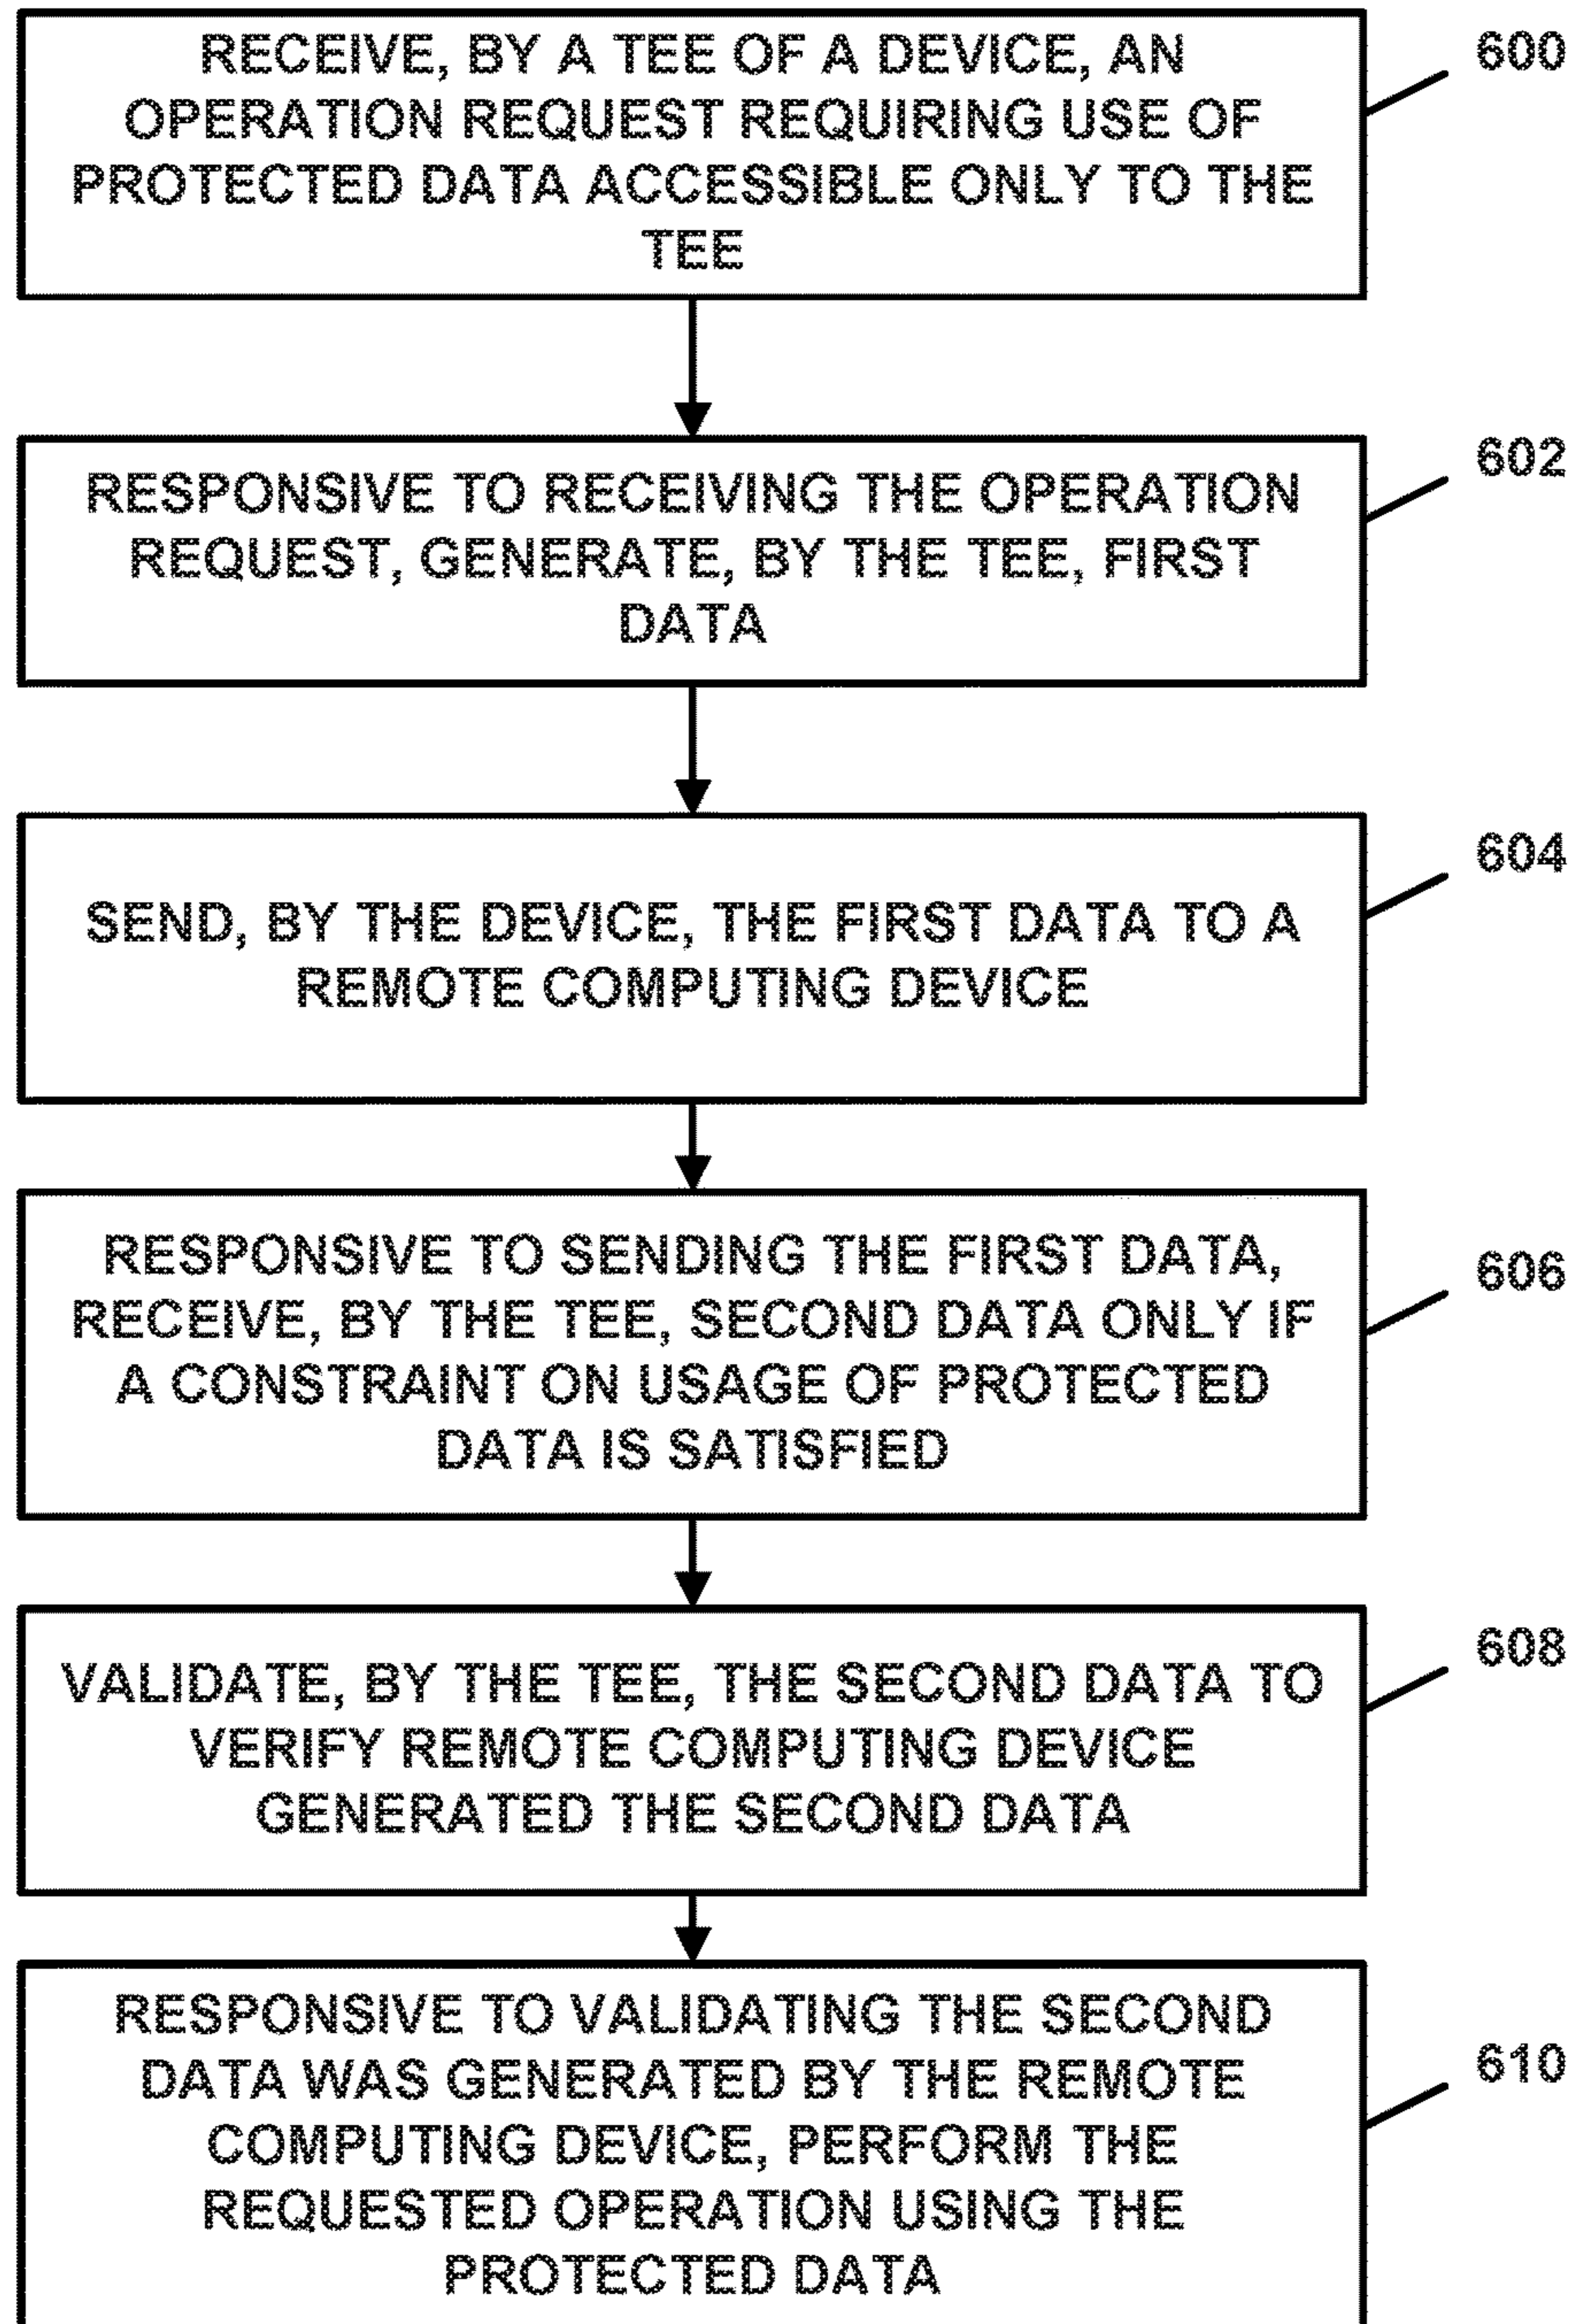 RECEIVE, BY A TEE OF A DEVICE, AN
OPERATION REQUEST REQUIRING USE OF
PROTECTED DATA ACCESSIBLE ONLY TO THE
TEE
600
RESPONSIVE TO RECEIVING THE OPERATION
REQUEST, GENERATE, BY THE TEE, FIRST
DATA
602
SEND, BY THE DEVICE, THE FIRST DATA TO A
REMOTE COMPUTING DEVICE
604
RESPONSIVE TO SENDING THE FIRST DATA,
RECEIVE, BY THE TEE, SECOND DATA ONLY IF
A CONSTRAINT ON USAGE OF PROTECTED
DATA IS SATISFIED
606
VALIDATE, BY THE TEE, THE SECOND DATA TO
VERIFY REMOTE COMPUTING DEVICE
GENERATED THE SECOND DATA
608
RESPONSIVE TO VALIDATING THE SECOND
DATA WAS GENERATED BY THE REMOTE
COMPUTING DEVICE, PERFORM THE
REQUESTED OPERATION USING THE
PROTECTED DATA
610